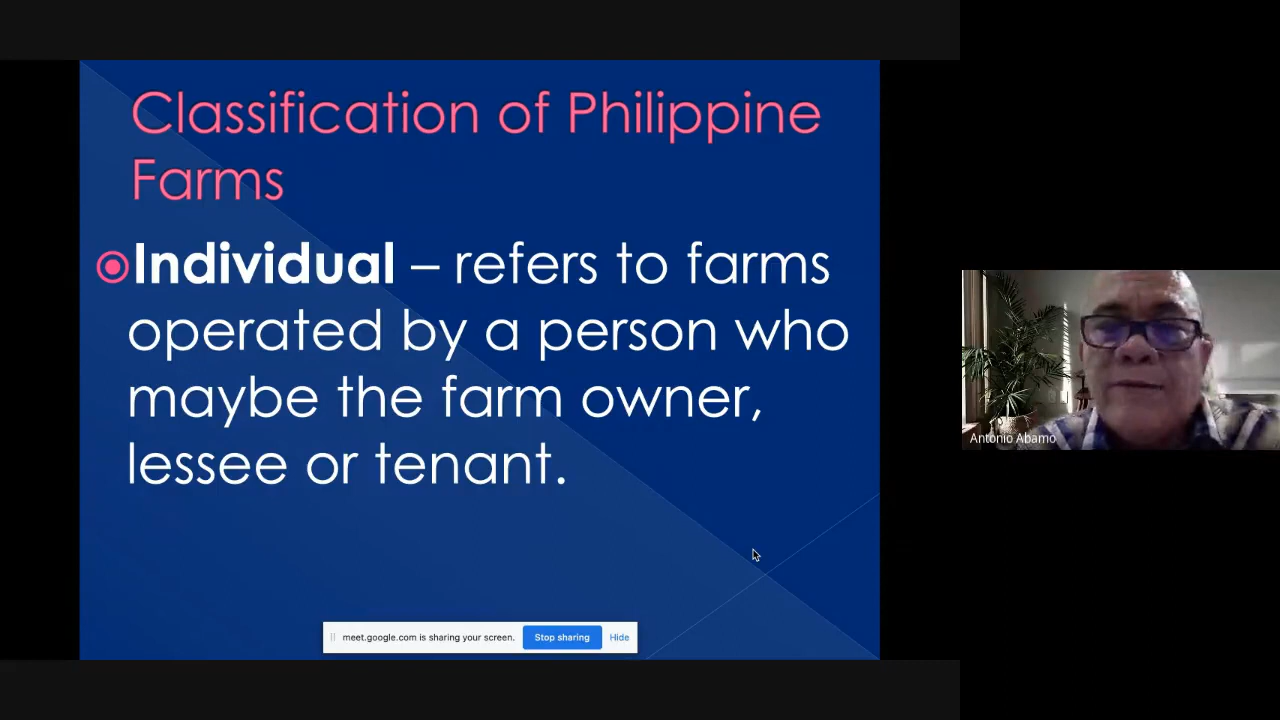 Classification of Philippine
Farms
Individual – refers to farms
operated by a person who
maybe the farm owner,
lessee or tenant.
Antonio Abamo
meet.google.com is sharing your screen. Stop sharing Hide